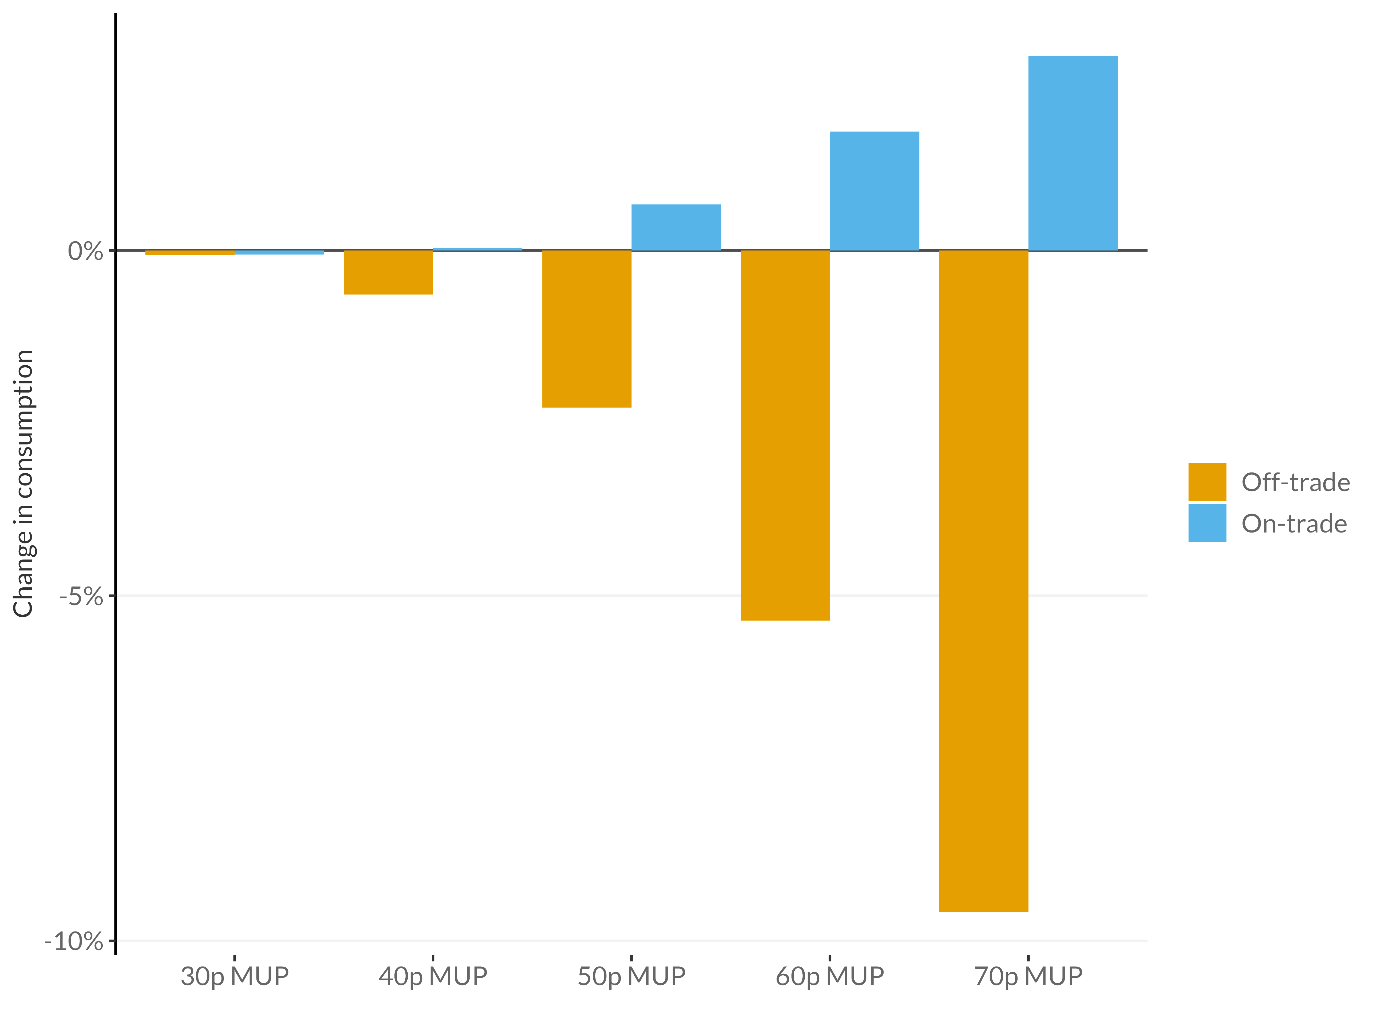 Change in consumption
0%
-5%
-10%
30p MUP
40p MUP
50p MUP
60p MUP
70p MUP
Off-trade
On-trade